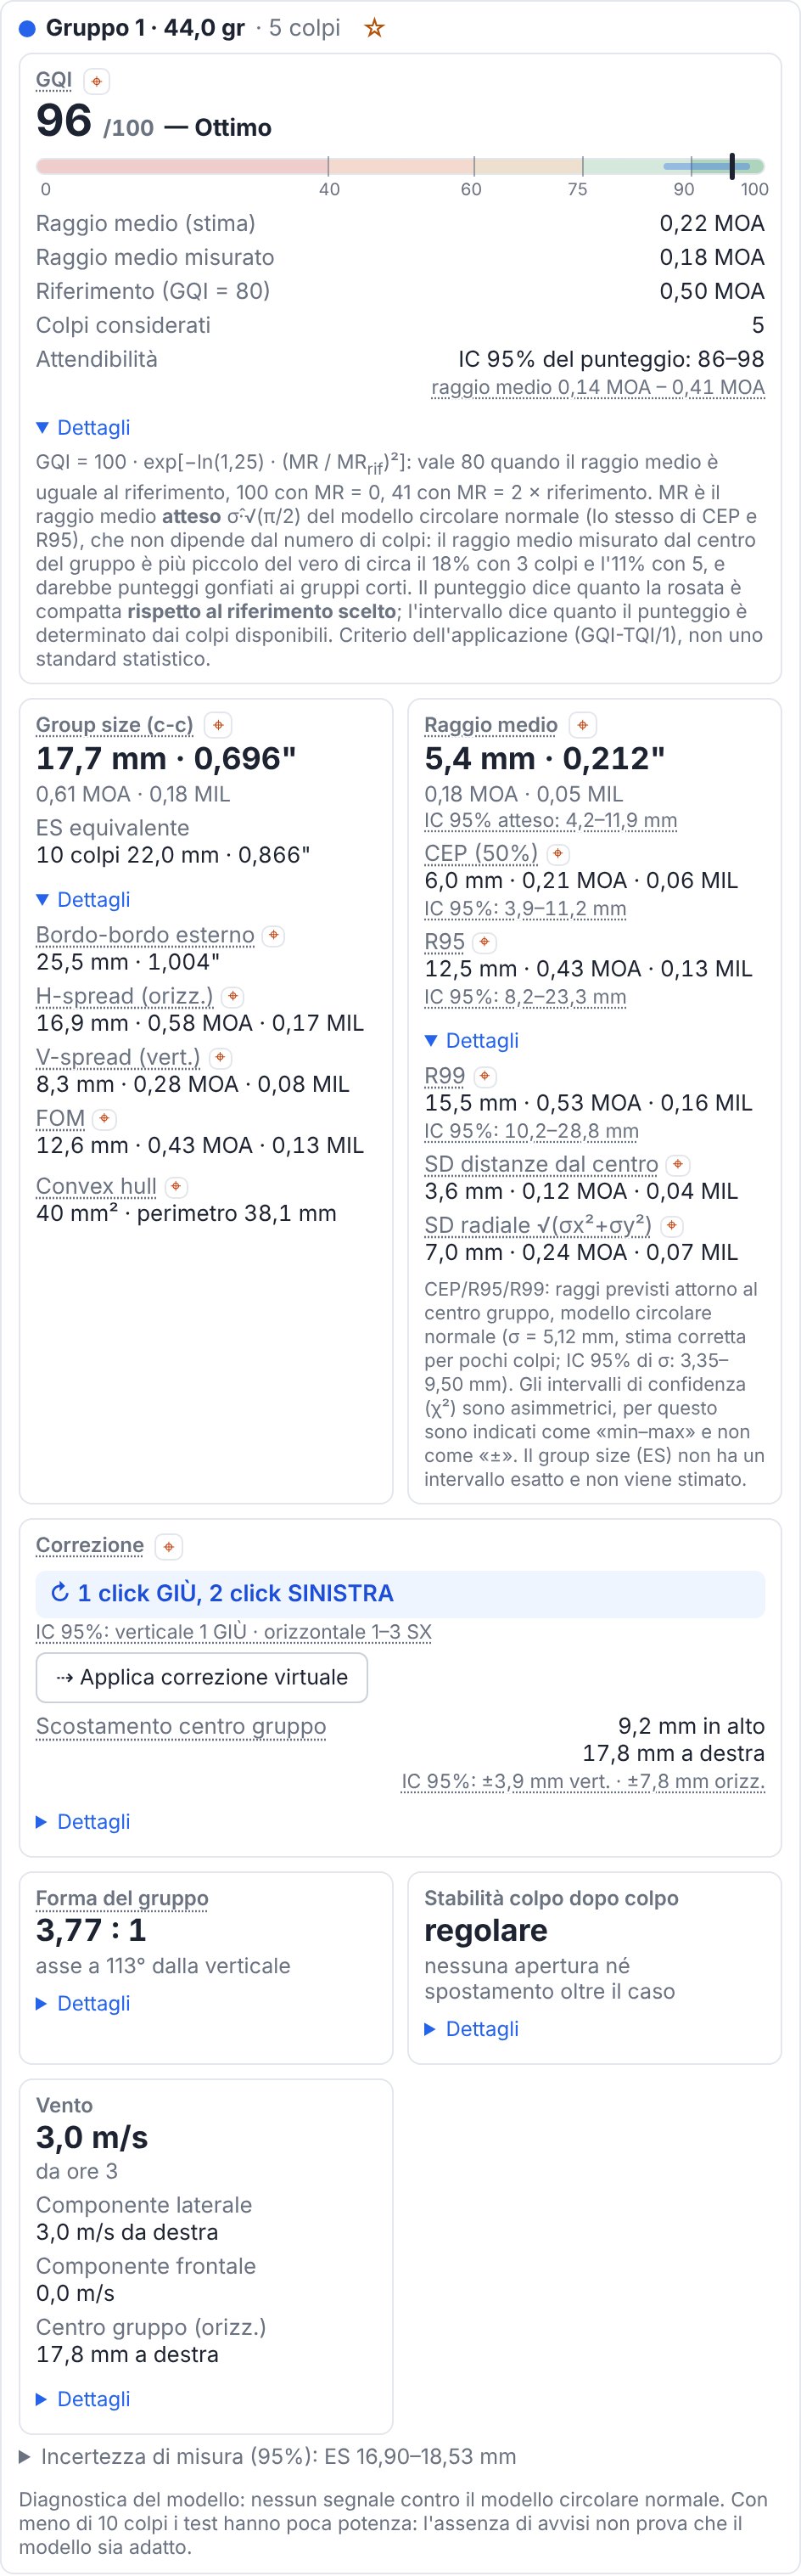 Gruppo 1 · 44,0 gr · 5 colpi ☆
GQI
96 /100 — Ottimo
0 40 60 75 90 100
Raggio medio (stima) 0,22 MOA
Raggio medio misurato 0,18 MOA
Riferimento (GQI = 80) 0,50 MOA
Colpi considerati 5
Attendibilità IC 95% del punteggio: 86–98
raggio medio 0,14 MOA – 0,41 MOA
▼ Dettagli
GQI = 100 · exp[−ln(1,25) · (MR / MRrif)²]: vale 80 quando il raggio medio è
uguale al riferimento, 100 con MR = 0, 41 con MR = 2 × riferimento. MR è il
raggio medio atteso σ̂·√(π/2) del modello circolare normale (lo stesso di CEP e
R95), che non dipende dal numero di colpi: il raggio medio misurato dal centro
del gruppo è più piccolo del vero di circa il 18% con 3 colpi e l'11% con 5, e
darebbe punteggi gonfiati ai gruppi corti. Il punteggio dice quanto la rosata è
compatta rispetto al riferimento scelto; l'intervallo dice quanto il punteggio è
determinato dai colpi disponibili. Criterio dell'applicazione (GQI-TQI/1), non uno
standard statistico.
Group size (c-c)
17,7 mm · 0,696"
0,61 MOA · 0,18 MIL
ES equivalente
10 colpi 22,0 mm · 0,866"
▼ Dettagli
Bordo-bordo esterno
25,5 mm · 1,004"
H-spread (orizz.)
16,9 mm · 0,58 MOA · 0,17 MIL
V-spread (vert.)
8,3 mm · 0,28 MOA · 0,08 MIL
FOM
12,6 mm · 0,43 MOA · 0,13 MIL
Convex hull
40 mm² · perimetro 38,1 mm
Raggio medio
5,4 mm · 0,212"
0,18 MOA · 0,05 MIL
IC 95% atteso: 4,2–11,9 mm
CEP (50%)
6,0 mm · 0,21 MOA · 0,06 MIL
IC 95%: 3,9–11,2 mm
R95
12,5 mm · 0,43 MOA · 0,13 MIL
IC 95%: 8,2–23,3 mm
▼ Dettagli
R99
15,5 mm · 0,53 MOA · 0,16 MIL
IC 95%: 10,2–28,8 mm
SD distanze dal centro
3,6 mm · 0,12 MOA · 0,04 MIL
SD radiale √(σx²+σy²)
7,0 mm · 0,24 MOA · 0,07 MIL
CEP/R95/R99: raggi previsti attorno al
centro gruppo, modello circolare
normale (σ = 5,12 mm, stima corretta
per pochi colpi; IC 95% di σ: 3,35–
9,50 mm). Gli intervalli di confidenza
(χ²) sono asimmetrici, per questo
sono indicati come «min–max» e non
come «±». Il group size (ES) non ha un
intervallo esatto e non viene stimato.
Correzione
↻ 1 click GIÙ, 2 click SINISTRA
IC 95%: verticale 1 GIÙ · orizzontale 1–3 SX
⇢ Applica correzione virtuale
Scostamento centro gruppo 9,2 mm in alto
17,8 mm a destra
IC 95%: ±3,9 mm vert. · ±7,8 mm orizz.
▶ Dettagli
Forma del gruppo
3,77 : 1
asse a 113° dalla verticale
▶ Dettagli
Stabilità colpo dopo colpo
regolare
nessuna apertura né
spostamento oltre il caso
▶ Dettagli
Vento
3,0 m/s
da ore 3
Componente laterale
3,0 m/s da destra
Componente frontale
0,0 m/s
Centro gruppo (orizz.)
17,8 mm a destra
▶ Dettagli
▶ Incertezza di misura (95%): ES 16,90–18,53 mm
Diagnostica del modello: nessun segnale contro il modello circolare normale. Con
meno di 10 colpi i test hanno poca potenza: l'assenza di avvisi non prova che il
modello sia adatto.